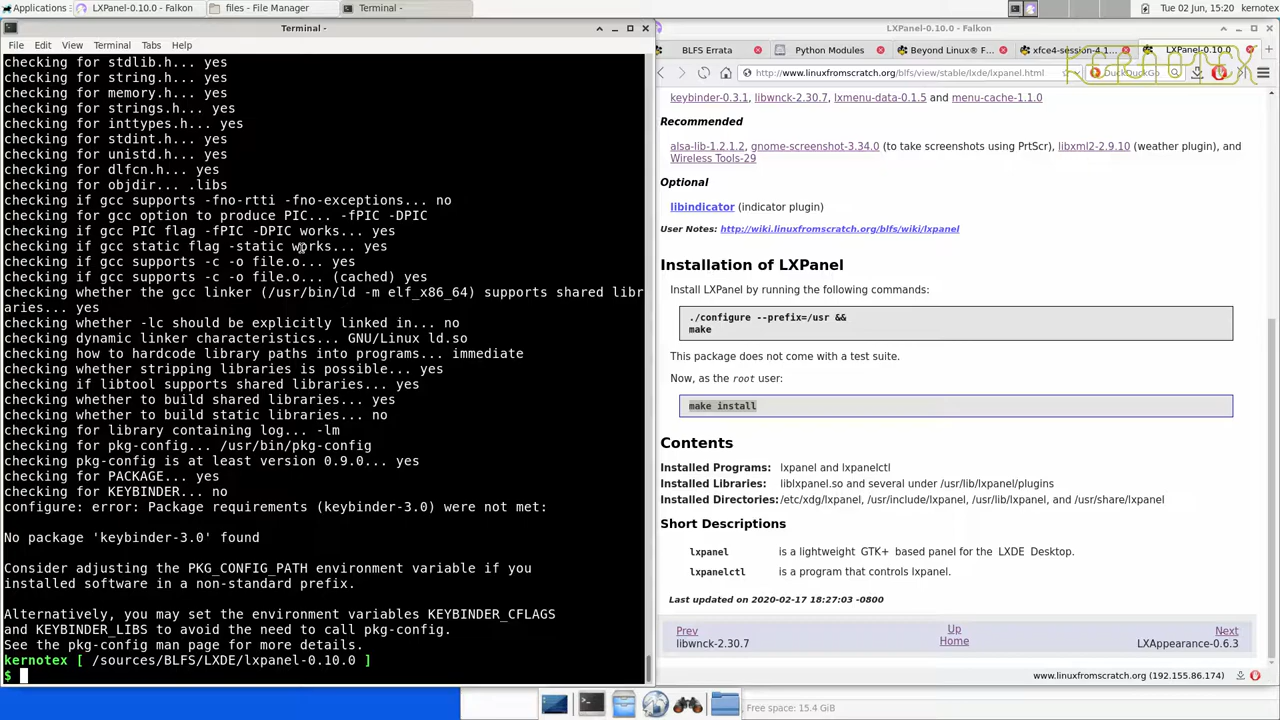 Applications
LXPanel-0.10.0 - Falkon
files - File Manager
Terminal -
Tue 02 Jun, 15:20
kernotex
Terminal -
File Edit View Terminal Tabs Help
checking for stdlib.h... yes
checking for string.h... yes
checking for memory.h... yes
checking for strings.h... yes
checking for inttypes.h... yes
checking for stdint.h... yes
checking for unistd.h... yes
checking for dlfcn.h... yes
checking for objdir... .libs
checking if gcc supports -fno-rtti -fno-exceptions... no
checking for gcc option to produce PIC... -fPIC -DPIC
checking if gcc PIC flag -fPIC -DPIC works... yes
checking if gcc static flag -static works... yes
checking if gcc supports -c -o file.o... yes
checking if gcc supports -c -o file.o... (cached) yes
checking whether the gcc linker (/usr/bin/ld -m elf_x86_64) supports shared libr
aries... yes
checking whether -lc should be explicitly linked in... no
checking dynamic linker characteristics... GNU/Linux ld.so
checking how to hardcode library paths into programs... immediate
checking whether stripping libraries is possible... yes
checking if libtool supports shared libraries... yes
checking whether to build shared libraries... yes
checking whether to build static libraries... no
checking for library containing log... -lm
checking for pkg-config... /usr/bin/pkg-config
checking pkg-config is at least version 0.9.0... yes
checking for PACKAGE... yes
checking for KEYBINDER... no
configure: error: Package requirements (keybinder-3.0) were not met:
No package 'keybinder-3.0' found
Consider adjusting the PKG_CONFIG_PATH environment variable if you
installed software in a non-standard prefix.
Alternatively, you may set the environment variables KEYBINDER_CFLAGS
and KEYBINDER_LIBS to avoid the need to call pkg-config.
See the pkg-config man page for more details.
kernotex [ /sources/BLFS/LXDE/lxpanel-0.10.0 ]
$
LXPanel-0.10.0 - Falkon
BLFS Errata
Python Modules
Beyond Linux® F...
xfce4-session-4.1...
LXPanel-0.10.0
http://www.linuxfromscratch.org/blfs/view/stable/lxde/lxpanel.html
DuckDuckGo
KERNOTEX
keybinder-0.3.1, libwnck-2.30.7, lxmenu-data-0.1.5 and menu-cache-1.1.0
Recommended
alsa-lib-1.2.1.2, gnome-screenshot-3.34.0 (to take screenshots using PrtScr), libxml2-2.9.10 (weather plugin), and
Wireless Tools-29
Optional
libindicator (indicator plugin)
User Notes: http://wiki.linuxfromscratch.org/blfs/wiki/lxpanel
Installation of LXPanel
Install LXPanel by running the following commands:
./configure --prefix=/usr &&
make
This package does not come with a test suite.
Now, as the root user:
make install
Contents
Installed Programs: lxpanel and lxpanelctl
Installed Libraries: liblxpanel.so and several under /usr/lib/lxpanel/plugins
Installed Directories: /etc/xdg/lxpanel, /usr/include/lxpanel, /usr/lib/lxpanel, and /usr/share/lxpanel
Short Descriptions
lxpanel is a lightweight GTK+ based panel for the LXDE Desktop.
lxpanelctl is a program that controls lxpanel.
Last updated on 2020-02-17 18:27:03 -0800
Prev Up Next
libwnck-2.30.7 Home LXAppearance-0.6.3
www.linuxfromscratch.org (192.155.86.174)
Free space: 15.4 GiB